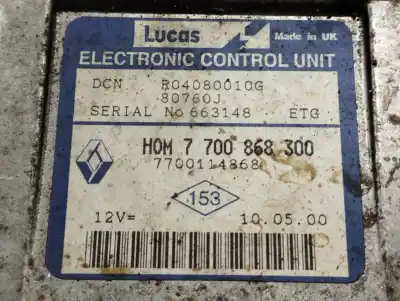 Lucas Made in UK
ELECTRONIC CONTROL UNIT
DCN R04080010G
80760J
SERIAL No 663148 ETG
HOM 7 700 868 300
7700114868
153
12V= 10.05.00